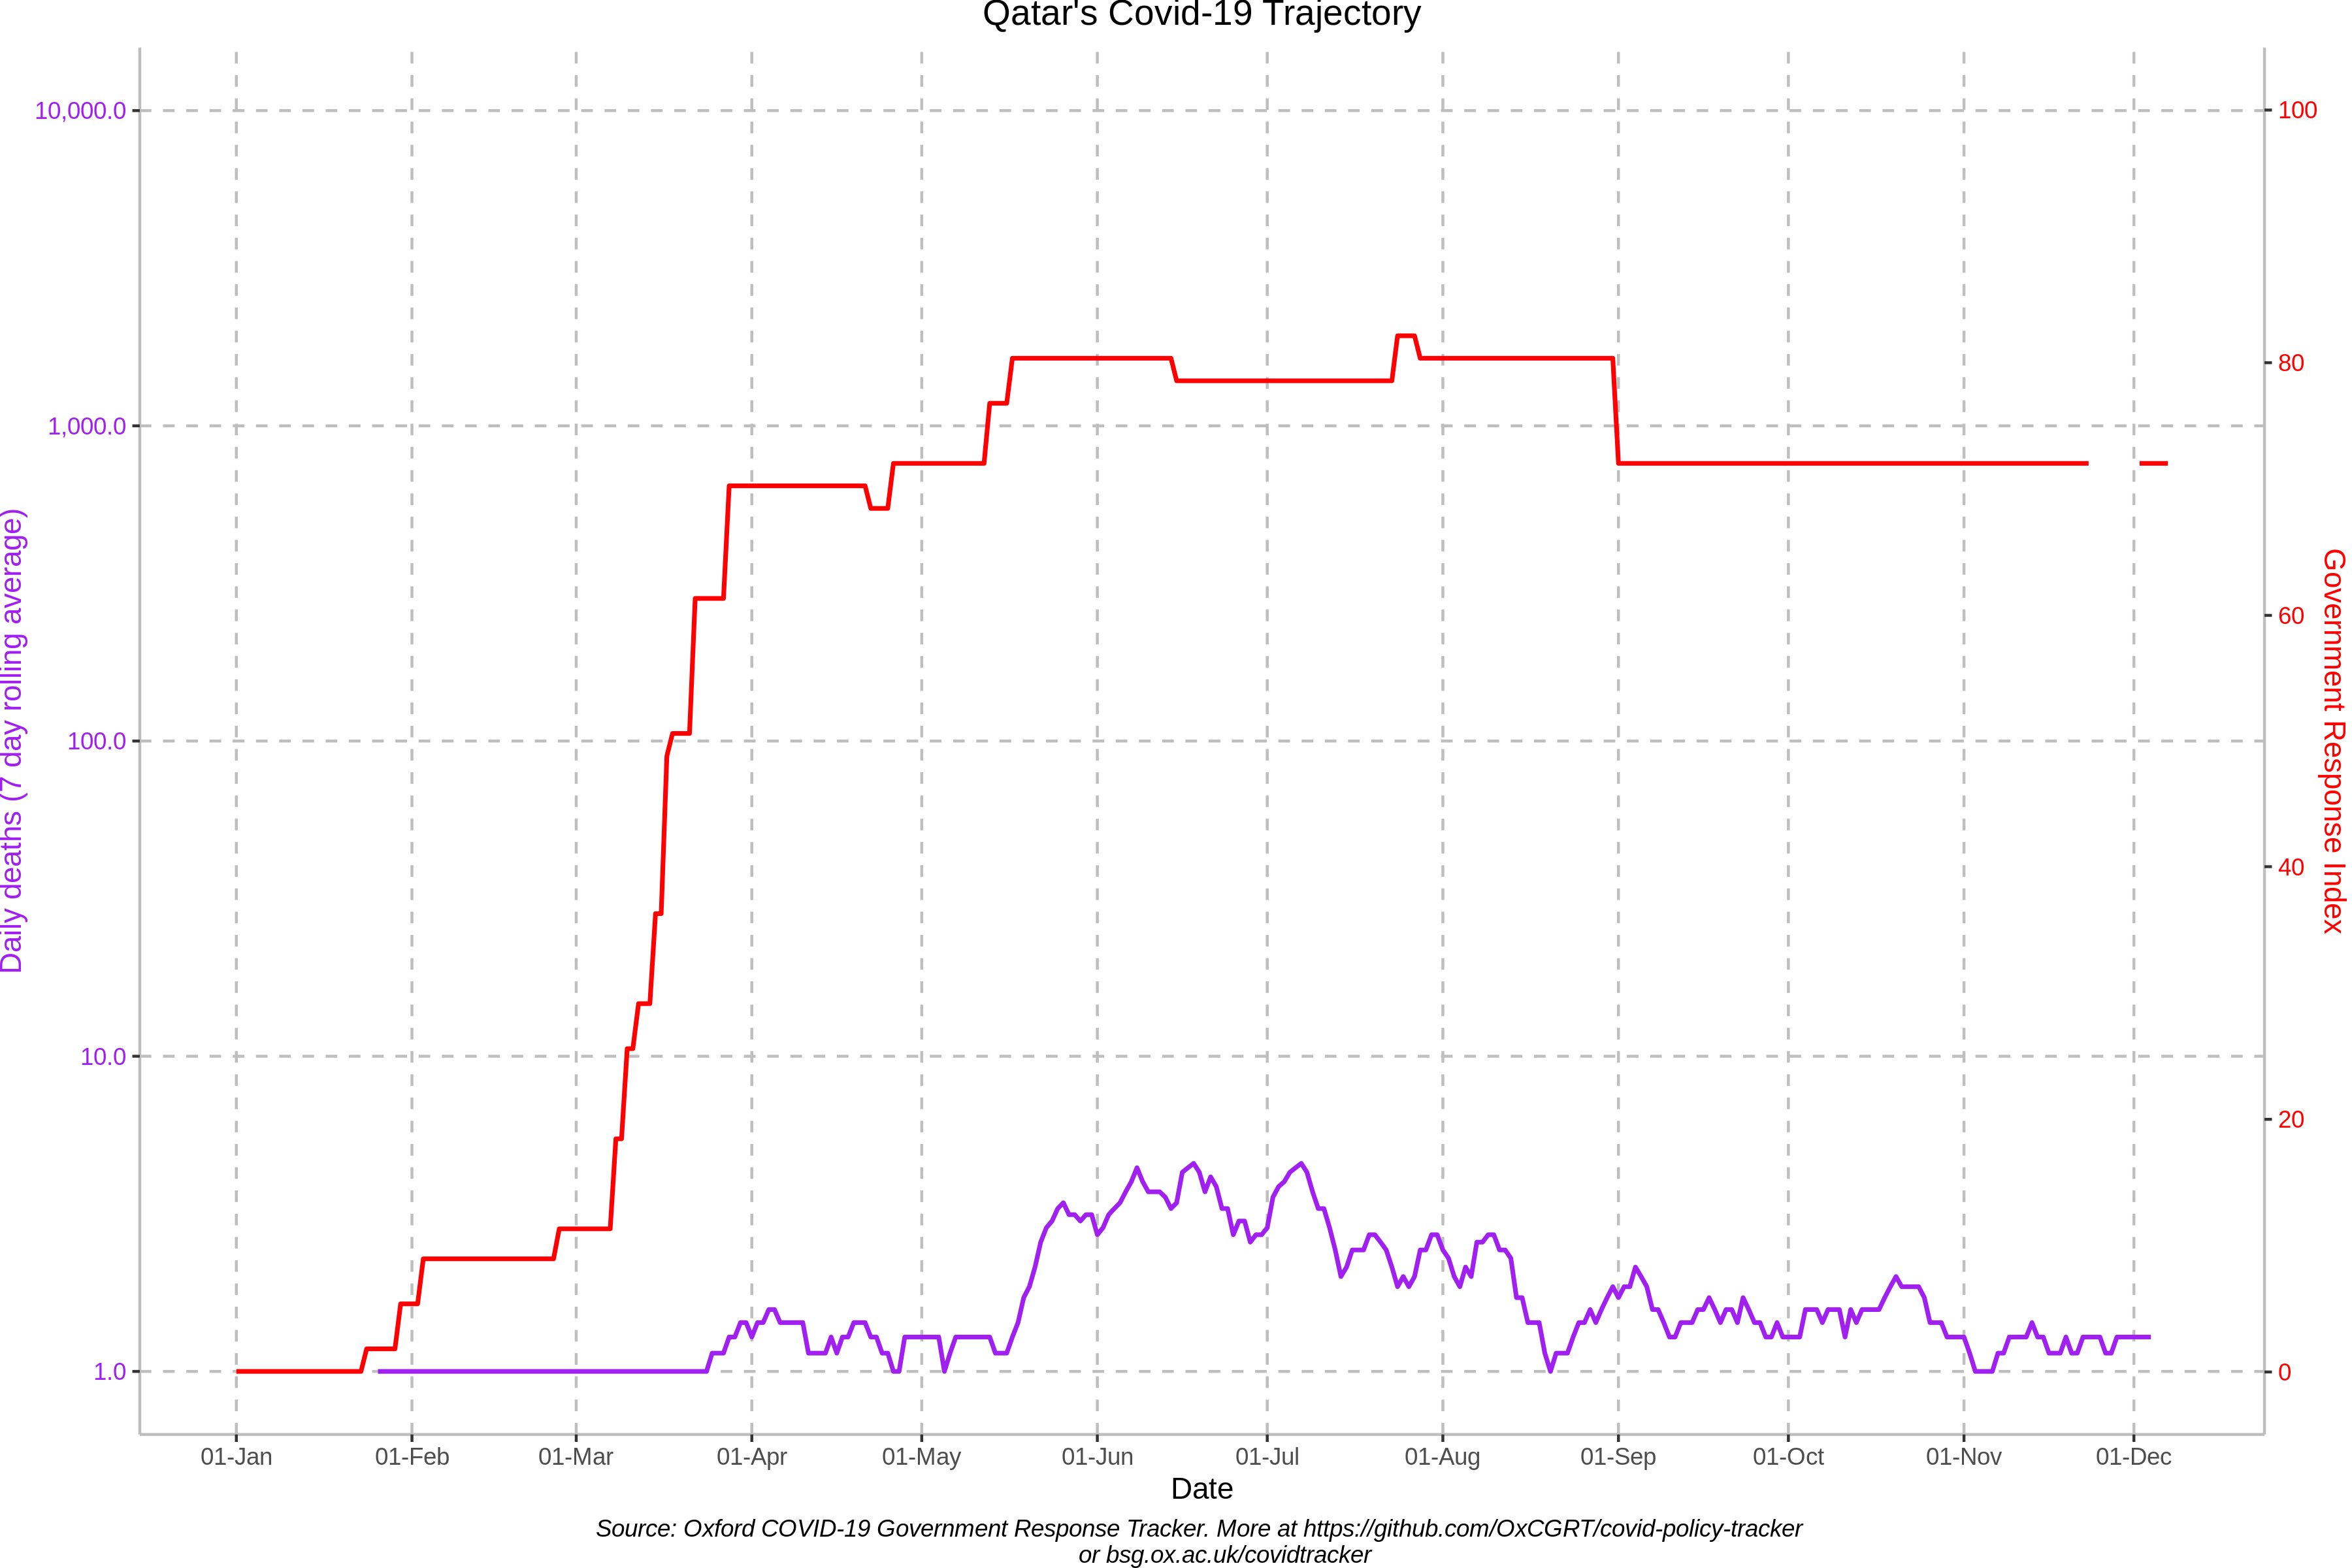 Qatar's Covid-19 Trajectory
10,000.0
1,000.0
100.0
10.0
1.0
Daily deaths (7 day rolling average)
100
80
60
40
20
0
Government Response Index
01-Jan 01-Feb 01-Mar 01-Apr 01-May 01-Jun 01-Jul 01-Aug 01-Sep 01-Oct 01-Nov 01-Dec
Date
Source: Oxford COVID-19 Government Response Tracker. More at https://github.com/OxCGRT/covid-policy-tracker
or bsg.ox.ac.uk/covidtracker